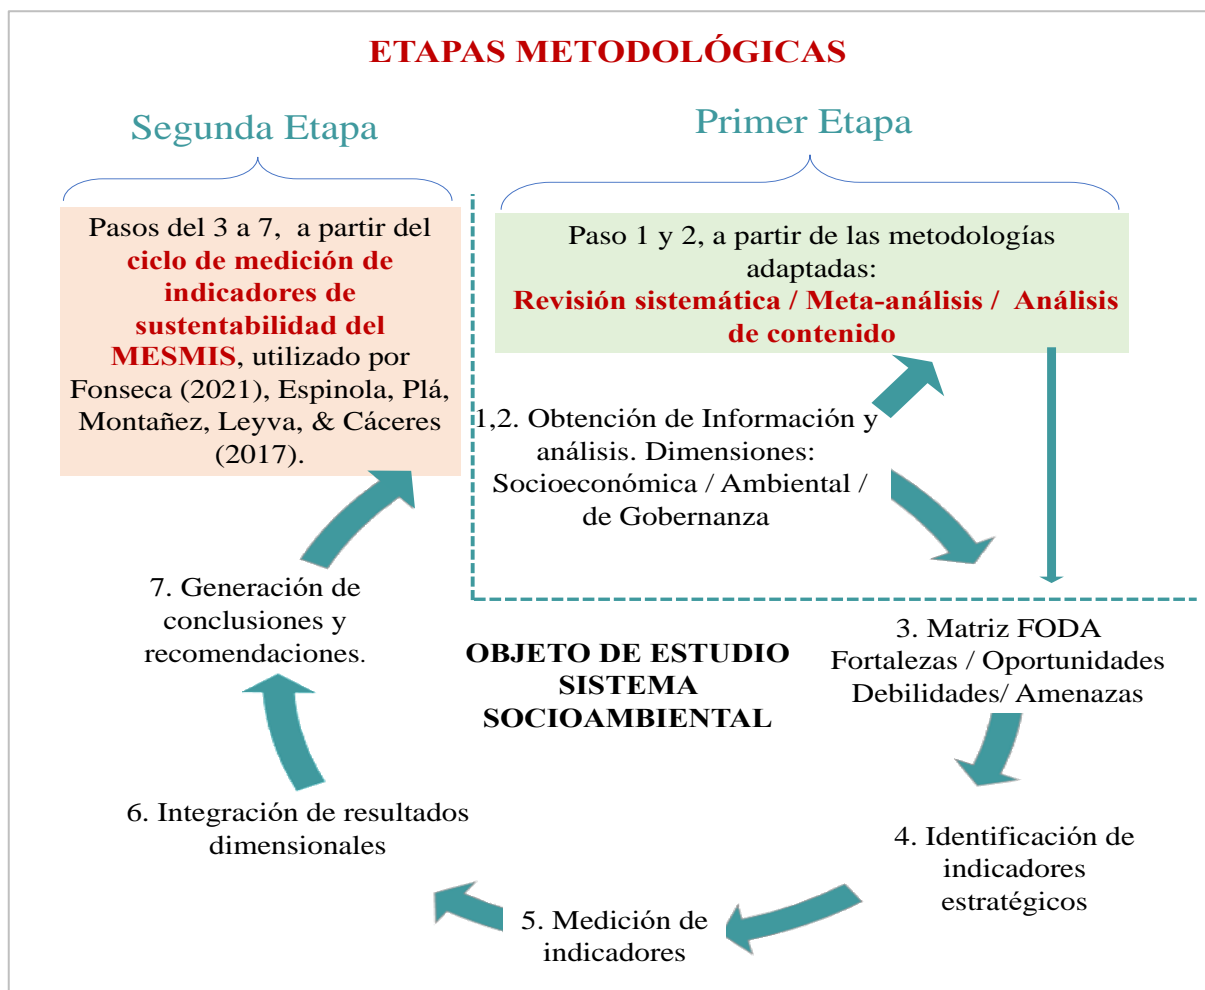 ETAPAS METODOLÓGICAS
Segunda Etapa
Primer Etapa
Pasos del 3 a 7, a partir del
ciclo de medición de
indicadores de
sustentabilidad del
MESMIS, utilizado por
Fonseca (2021), Espinola, Plá,
Montañez, Leyva, & Cáceres
(2017).
Paso 1 y 2, a partir de las metodologías
adaptadas:
Revisión sistemática / Meta-análisis / Análisis
de contenido
1,2. Obtención de Información y
análisis. Dimensiones:
Socioeconómica / Ambiental /
de Gobernanza
3. Matriz FODA
Fortalezas / Oportunidades
Debilidades/ Amenazas
4. Identificación de
indicadores
estratégicos
5. Medición de
indicadores
6. Integración de resultados
dimensionales
7. Generación de
conclusiones y
recomendaciones.
OBJETO DE ESTUDIO
SISTEMA
SOCIOAMBIENTAL